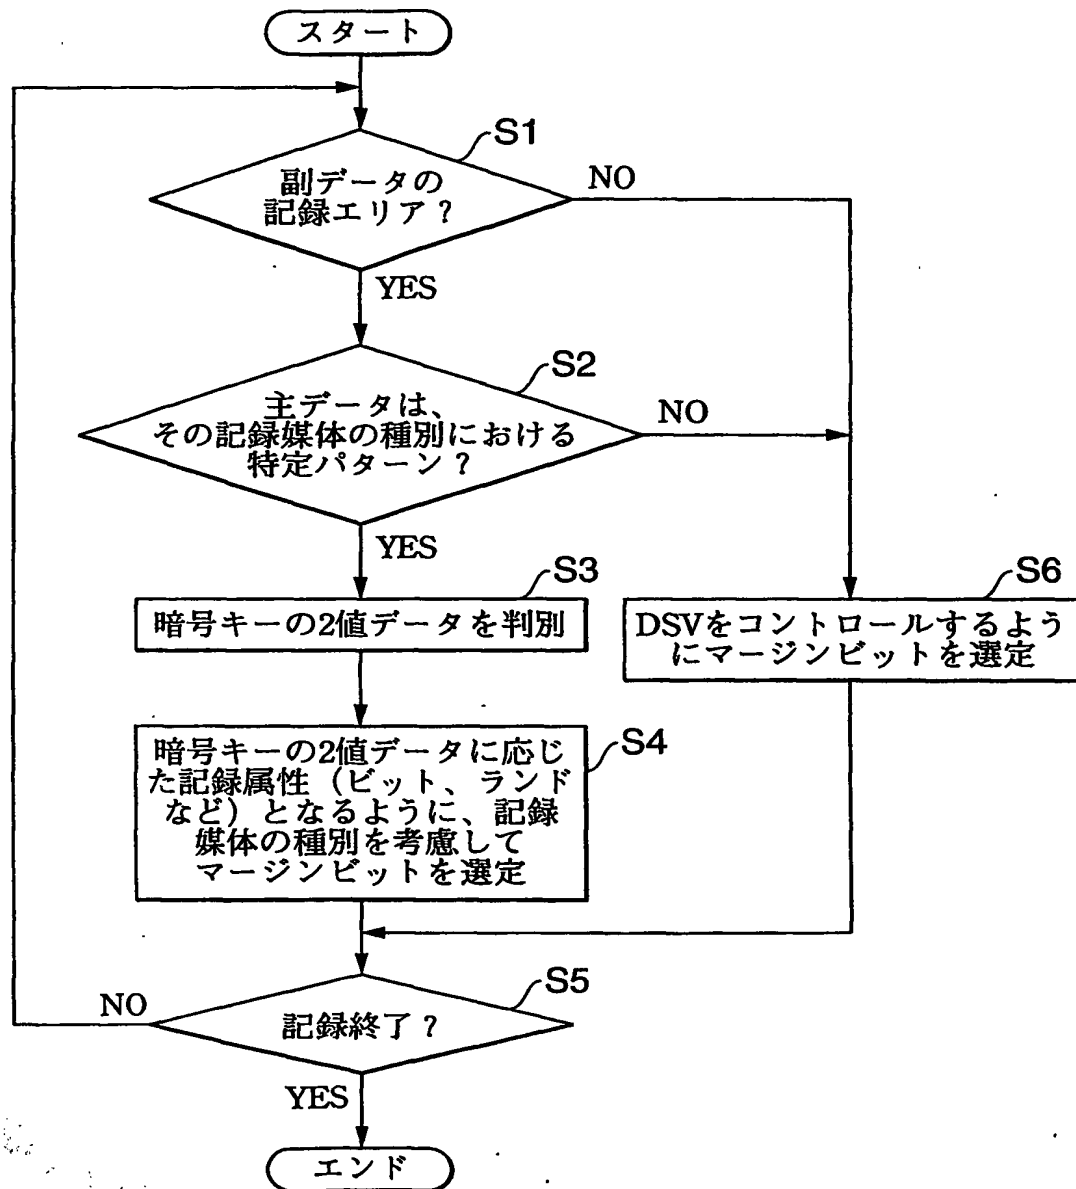 スタート
S1
副データの
記録エリア?
NO
YES
S2
主データは、
その記録媒体の種別における
特定パターン?
NO
YES
S3
暗号キーの2値データを判別
S6
DSVをコントロールするよう
にマージンビットを選定
S4
暗号キーの2値データに応じ
た記録属性(ビット、ランド
など)となるように、記録
媒体の種別を考慮して
マージンビットを選定
S5
NO
記録終了?
YES
エンド